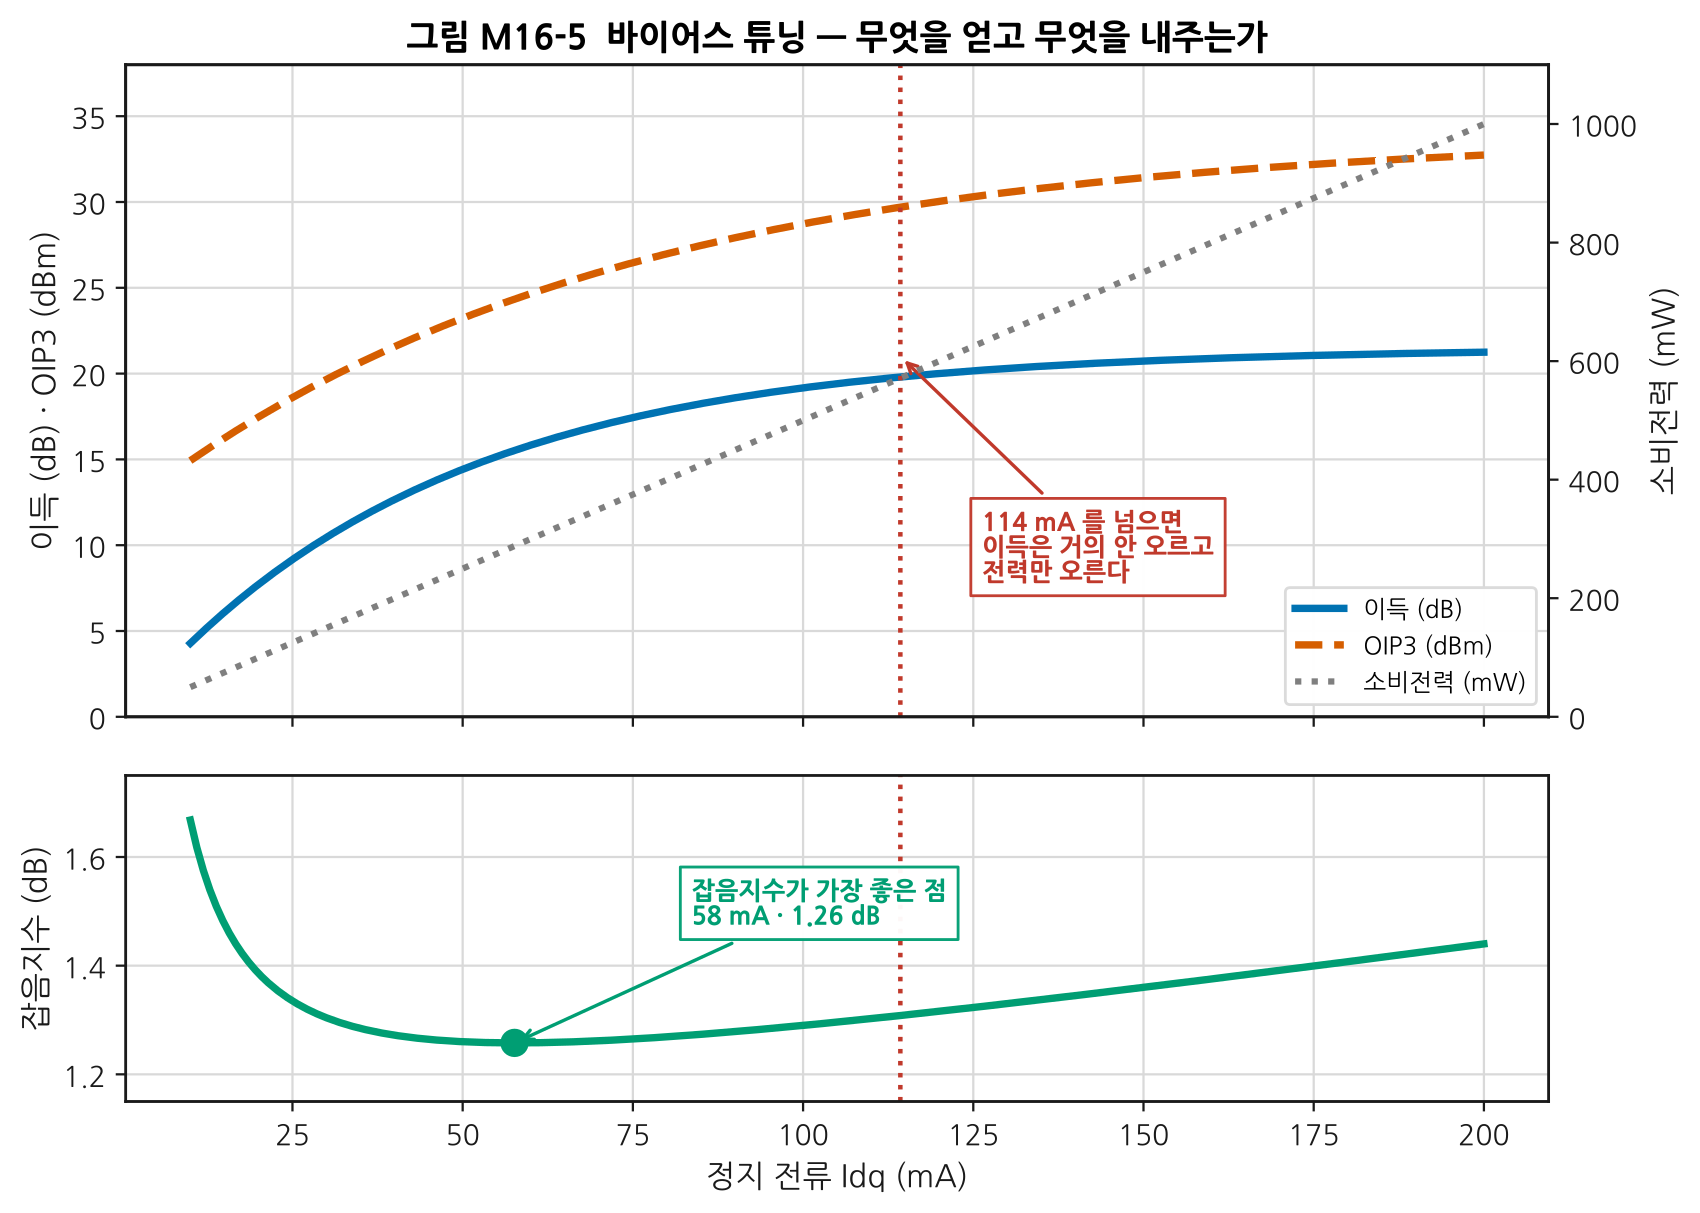 그림 M16-5  바이어스 튜닝 — 무엇을 얻고 무엇을 내주는가
이득 (dB) · OIP3 (dBm)
35
30
25
20
15
10
5
0
1000
800
600
400
200
0
소비전력 (mW)
114 mA 를 넘으면
이득은 거의 안 오르고
전력만 오른다
이득 (dB)
OIP3 (dBm)
소비전력 (mW)
잡음지수 (dB)
1.6
1.4
1.2
잡음지수가 가장 좋은 점
58 mA · 1.26 dB
25
50
75
100
125
150
175
200
정지 전류 Idq (mA)